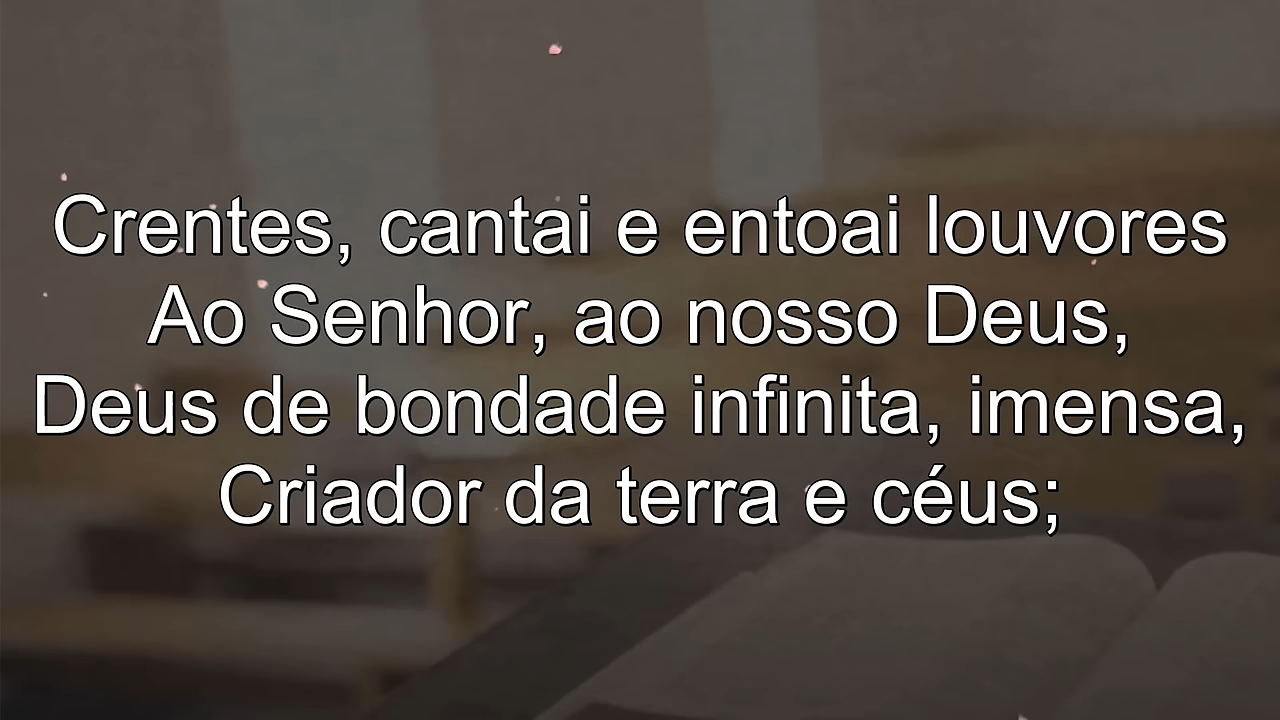 Crentes, cantai e entoai louvores
Ao Senhor, ao nosso Deus,
Deus de bondade infinita, imensa,
Criador da terra e céus;